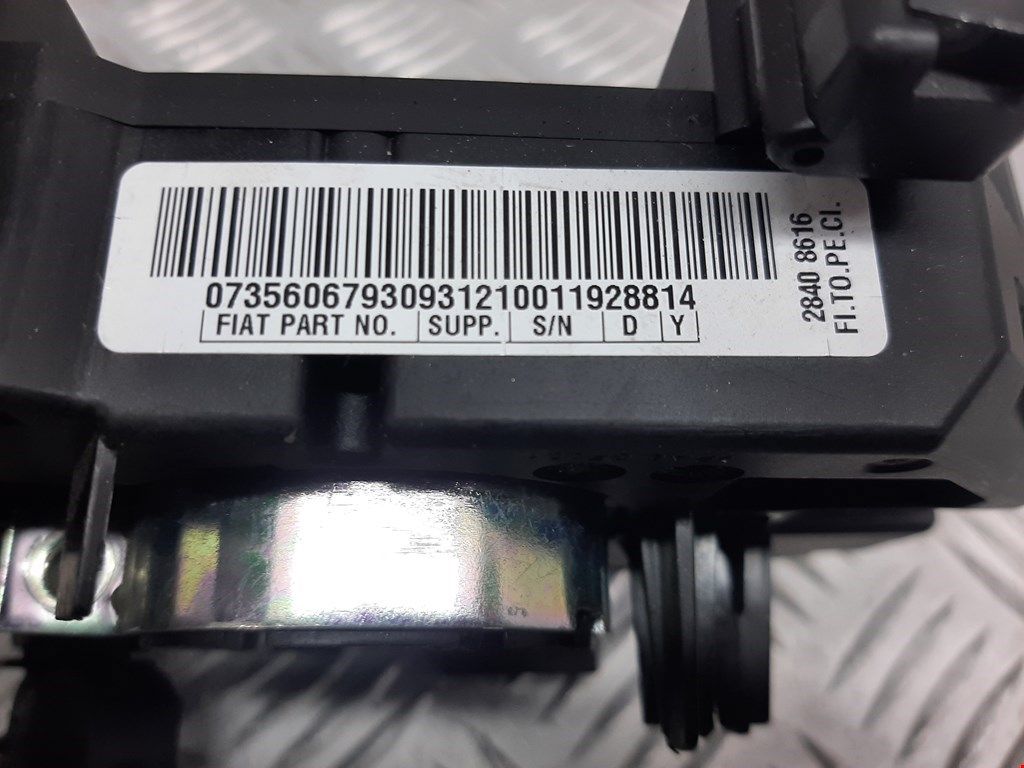 07356067930931210011928814
FIAT PART NO. SUPP. S/N D Y
2840 8616
FI.TO.PE.CI.